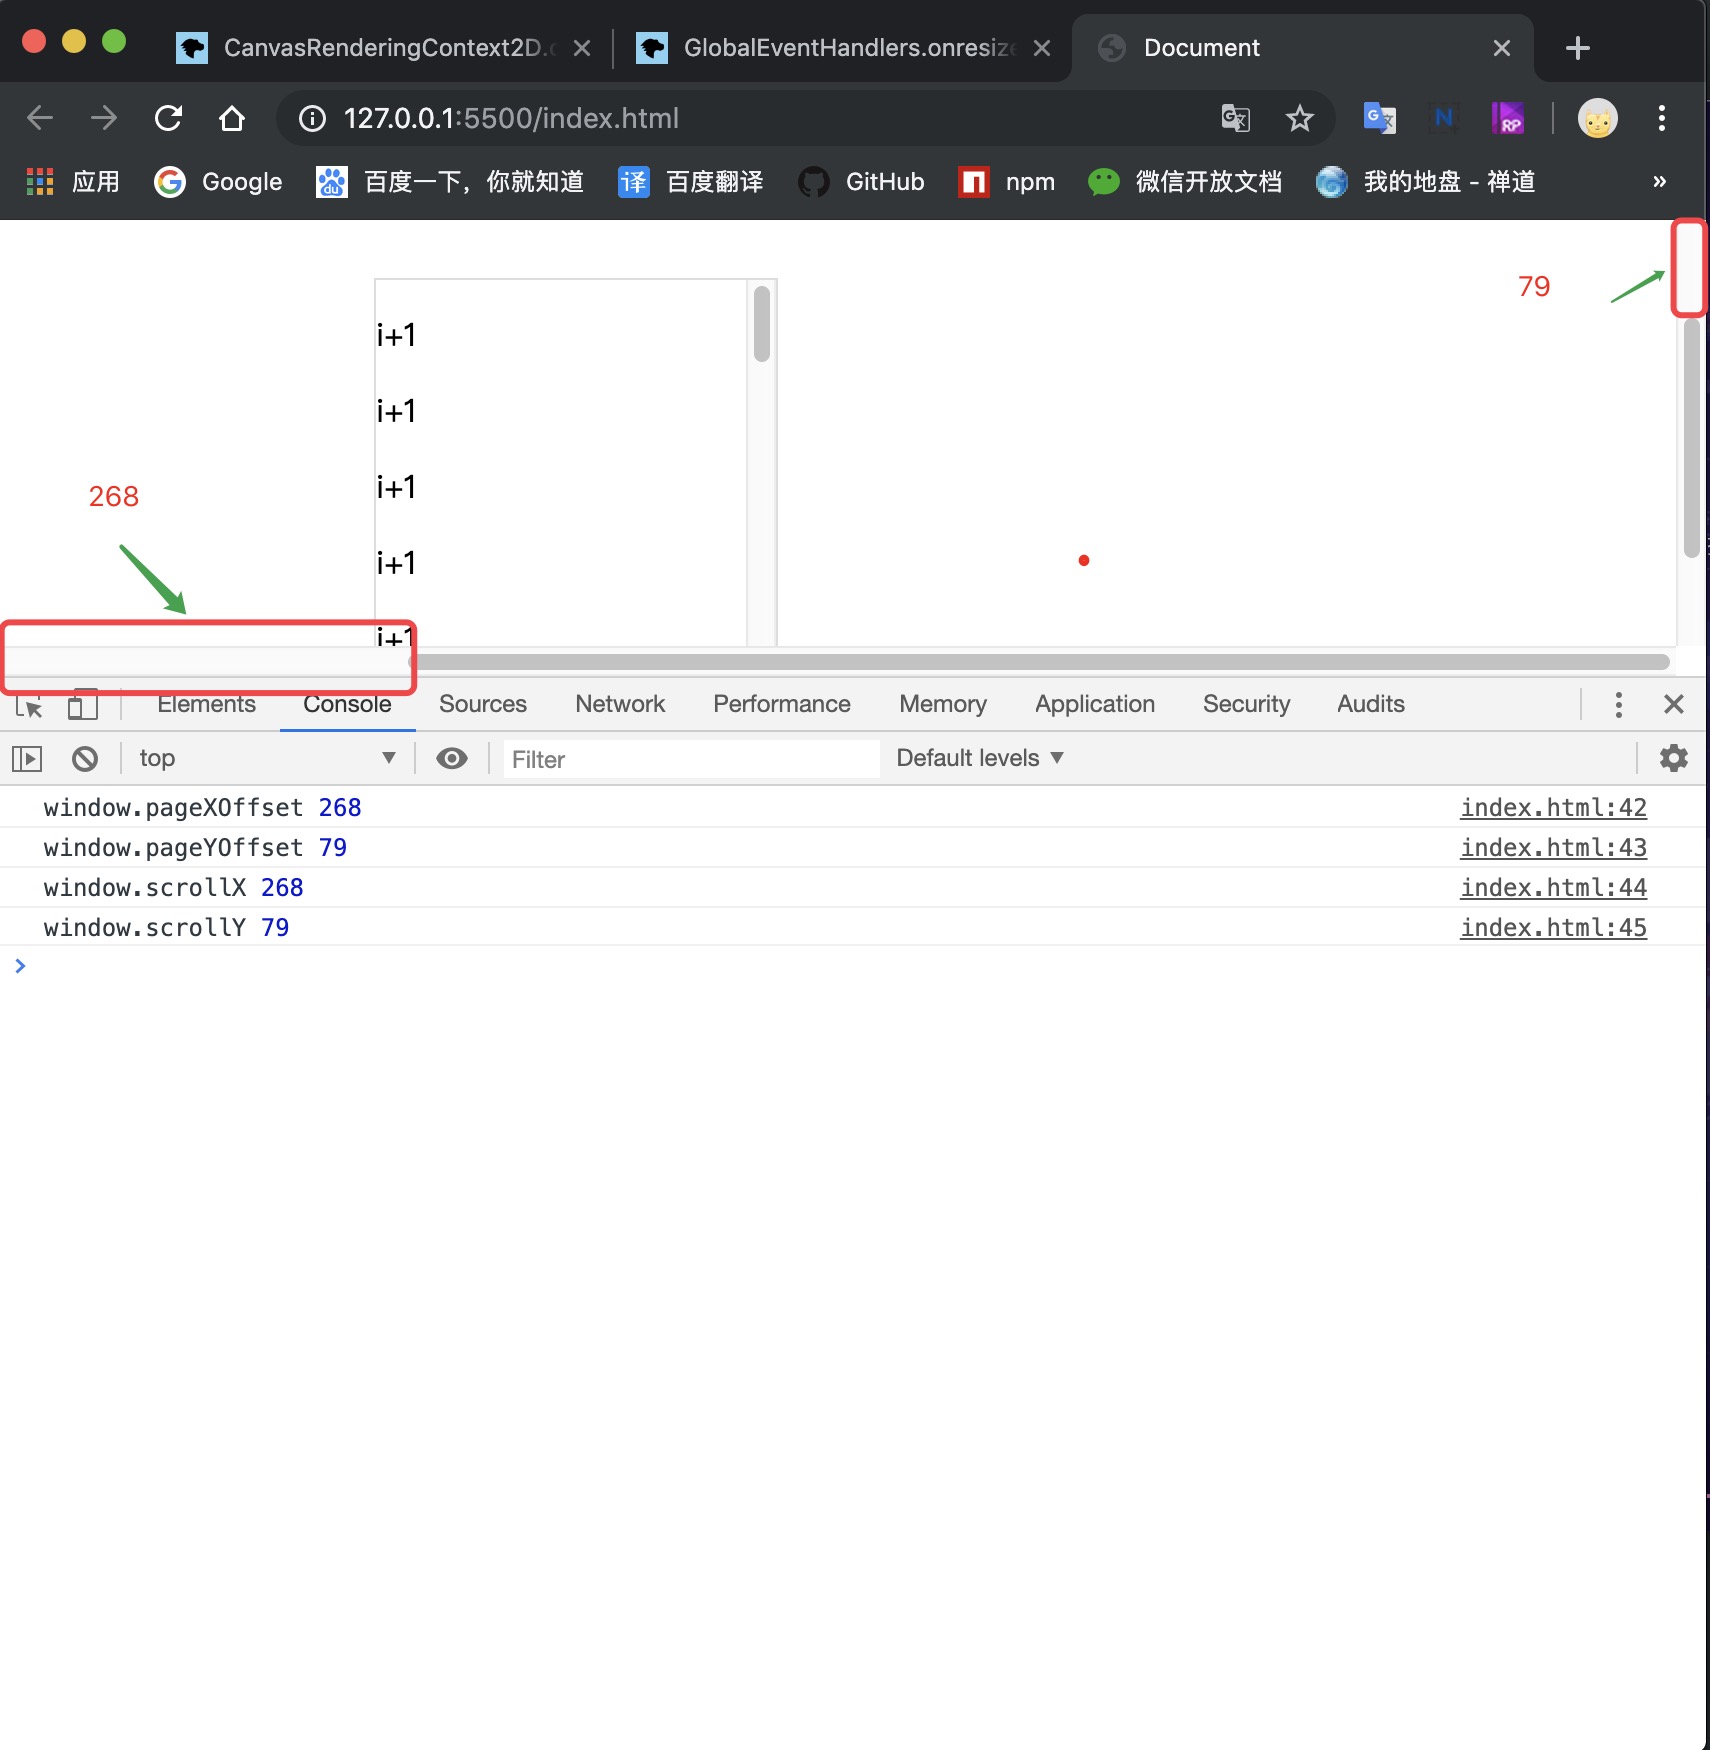 CanvasRenderingContext2D.
GlobalEventHandlers.onresize
Document
127.0.0.1:5500/index.html
应用
Google
百度一下，你就知道
译 百度翻译
GitHub
npm
微信开放文档
我的地盘 - 禅道
»
79
i+1
i+1
i+1
268
i+1
i+1
Elements Console Sources Network Performance Memory Application Security Audits
top Filter Default levels
window.pageXOffset 268 index.html:42
window.pageYOffset 79 index.html:43
window.scrollX 268 index.html:44
window.scrollY 79 index.html:45
>